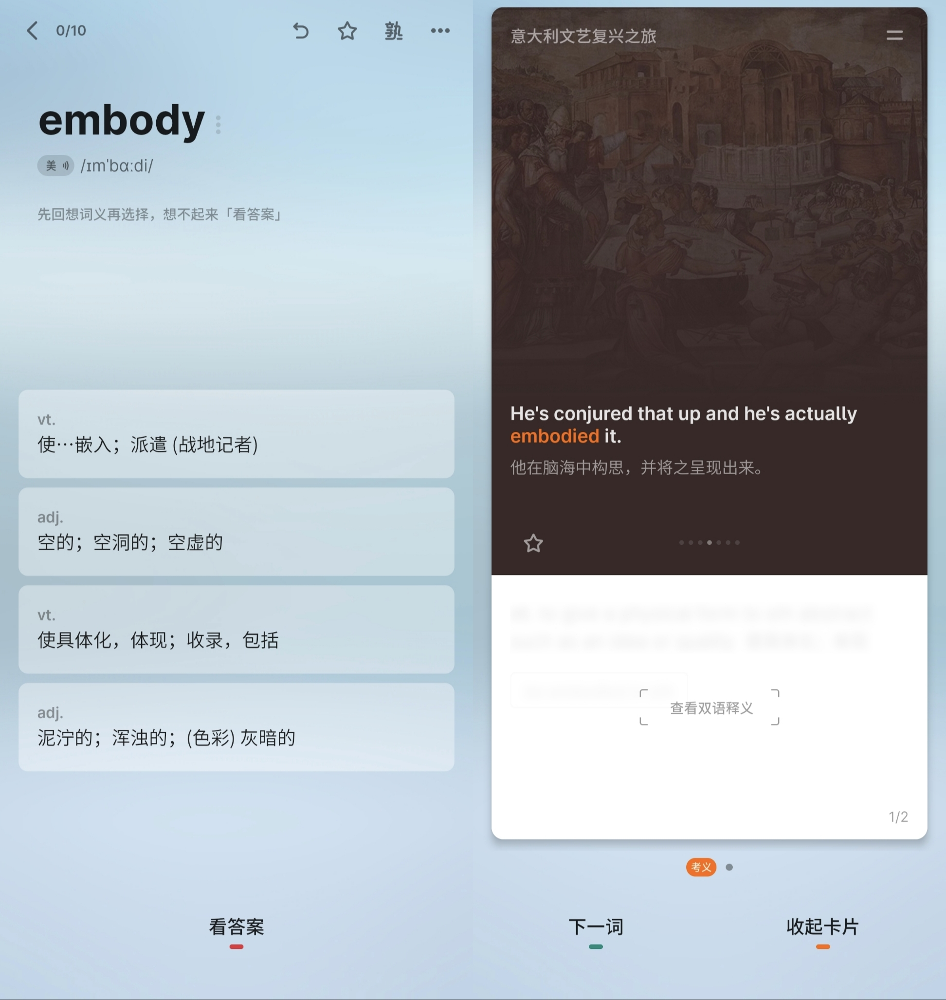 0/10
熟
embody
美 /ɪmˈbɑːdi/
先回想词义再选择，想不起来「看答案」
vt.
使…嵌入；派遣 (战地记者)
adj.
空的；空洞的；空虚的
vt.
使具体化，体现；收录，包括
adj.
泥泞的；浑浊的；(色彩) 灰暗的
看答案
意大利文艺复兴之旅
He's conjured that up and he's actually
embodied it.
他在脑海中构思，并将之呈现出来。
查看双语释义
1/2
考义
下一词
收起卡片